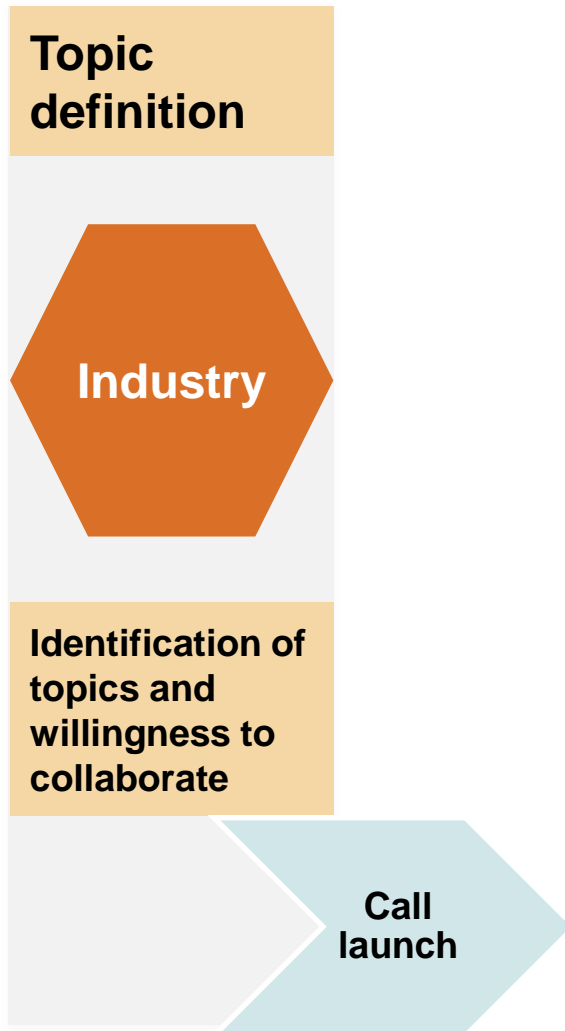 Topic
definition
Industry
Identification of
topics and
willingness to
collaborate
Call
launch